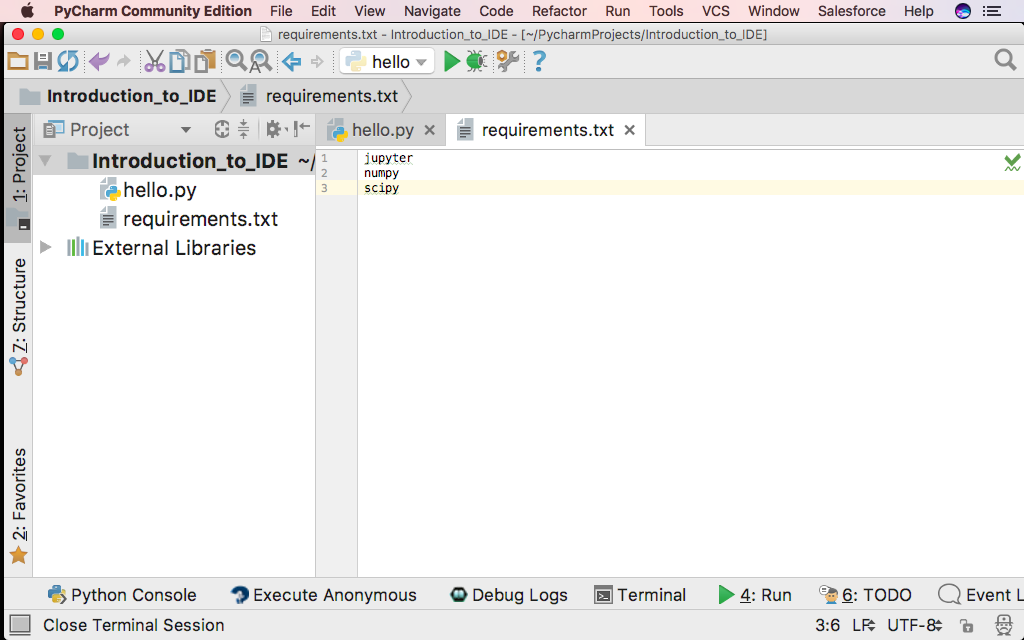 PyCharm Community Edition File Edit View Navigate Code Refactor Run Tools VCS Window Salesforce Help
requirements.txt - Introduction_to_IDE - [~/PycharmProjects/Introduction_to_IDE]
hello
Introduction_to_IDE requirements.txt
Project
hello.py
requirements.txt
1: Project
Introduction_to_IDE ~/
hello.py
requirements.txt
External Libraries
1 jupyter
2 numpy
3 scipy
7: Structure
2: Favorites
Python Console Execute Anonymous Debug Logs Terminal 4: Run 6: TODO Event L
Close Terminal Session 3:6 LF UTF-8